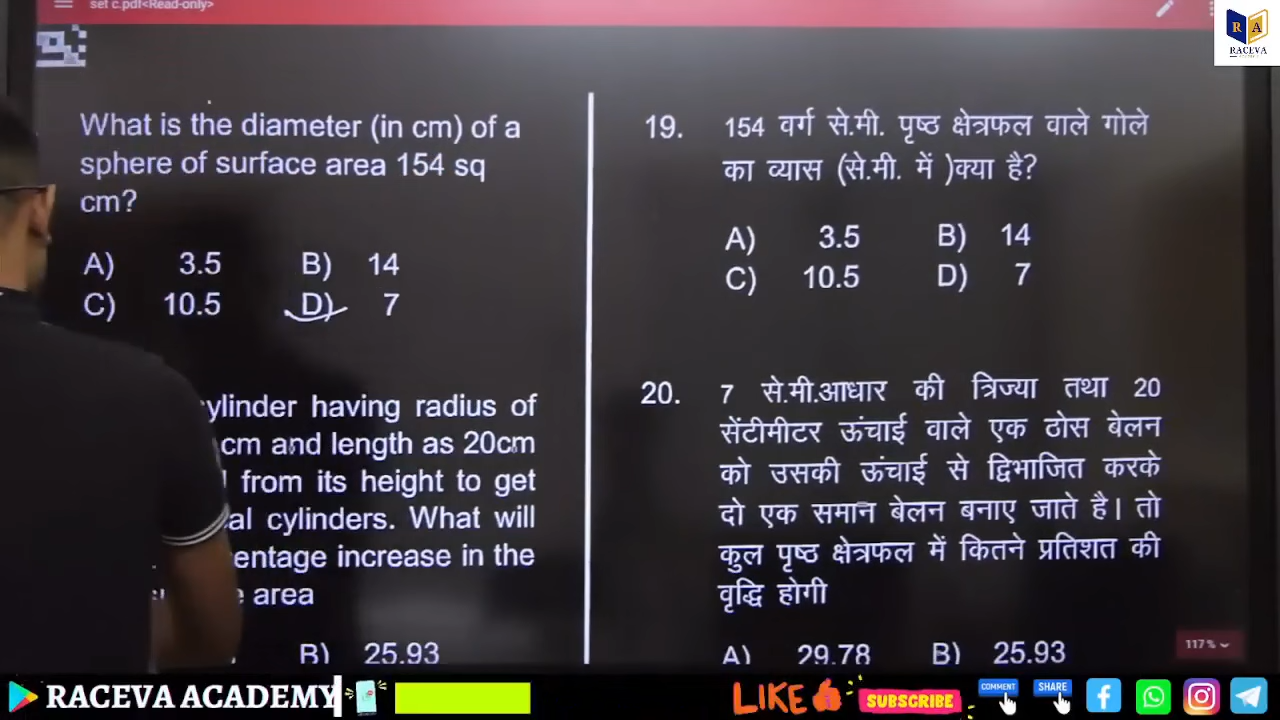 set c.pdf<Read-only>
R A
RACEVA
What is the diameter (in cm) of a
sphere of surface area 154 sq
cm?
A) 3.5 B) 14
C) 10.5 D) 7
ylinder having radius of
cm and length as 20cm
from its height to get
al cylinders. What will
entage increase in the
area
B) 25.93
19. 154 वर्ग से.मी. पृष्ठ क्षेत्रफल वाले गोले
का व्यास (से.मी. में )क्या है?
A) 3.5 B) 14
C) 10.5 D) 7
20. 7 से.मी.आधार की त्रिज्या तथा 20
सेंटीमीटर ऊंचाई वाले एक ठोस बेलन
को उसकी ऊंचाई से द्विभाजित करके
दो एक समान बेलन बनाए जाते है। तो
कुल पृष्ठ क्षेत्रफल में कितने प्रतिशत की
वृद्धि होगी
A) 29.78 B) 25.93
117%
RACEVA ACADEMY
LIKE
SUBSCRIBE
COMMENT
SHARE